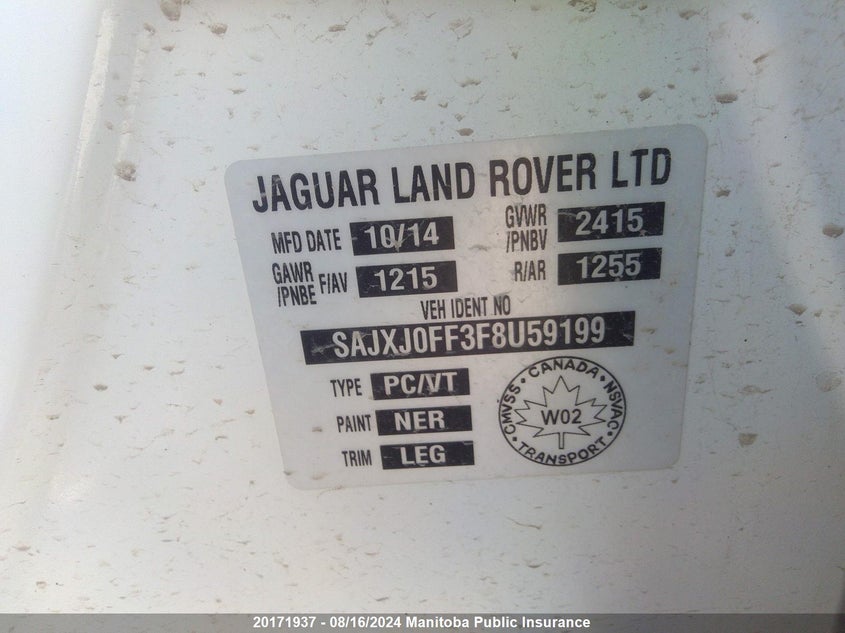 JAGUAR LAND ROVER LTD
MFD DATE 10/14 GVWR /PNBV 2415
GAWR /PNBE F/AV 1215 R/AR 1255
VEH IDENT NO
SAJXJ0FF3F8U59199
TYPE PC/VT
PAINT NER
TRIM LEG
CMVSS • CANADA • NSVAC • TRANSPORT •
W02
20171937 - 08/16/2024 Manitoba Public Insurance